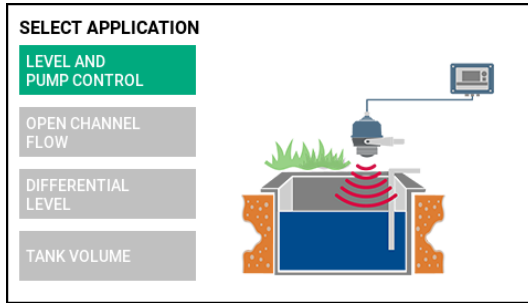 SELECT APPLICATION
LEVEL AND
PUMP CONTROL
OPEN CHANNEL
FLOW
DIFFERENTIAL
LEVEL
TANK VOLUME